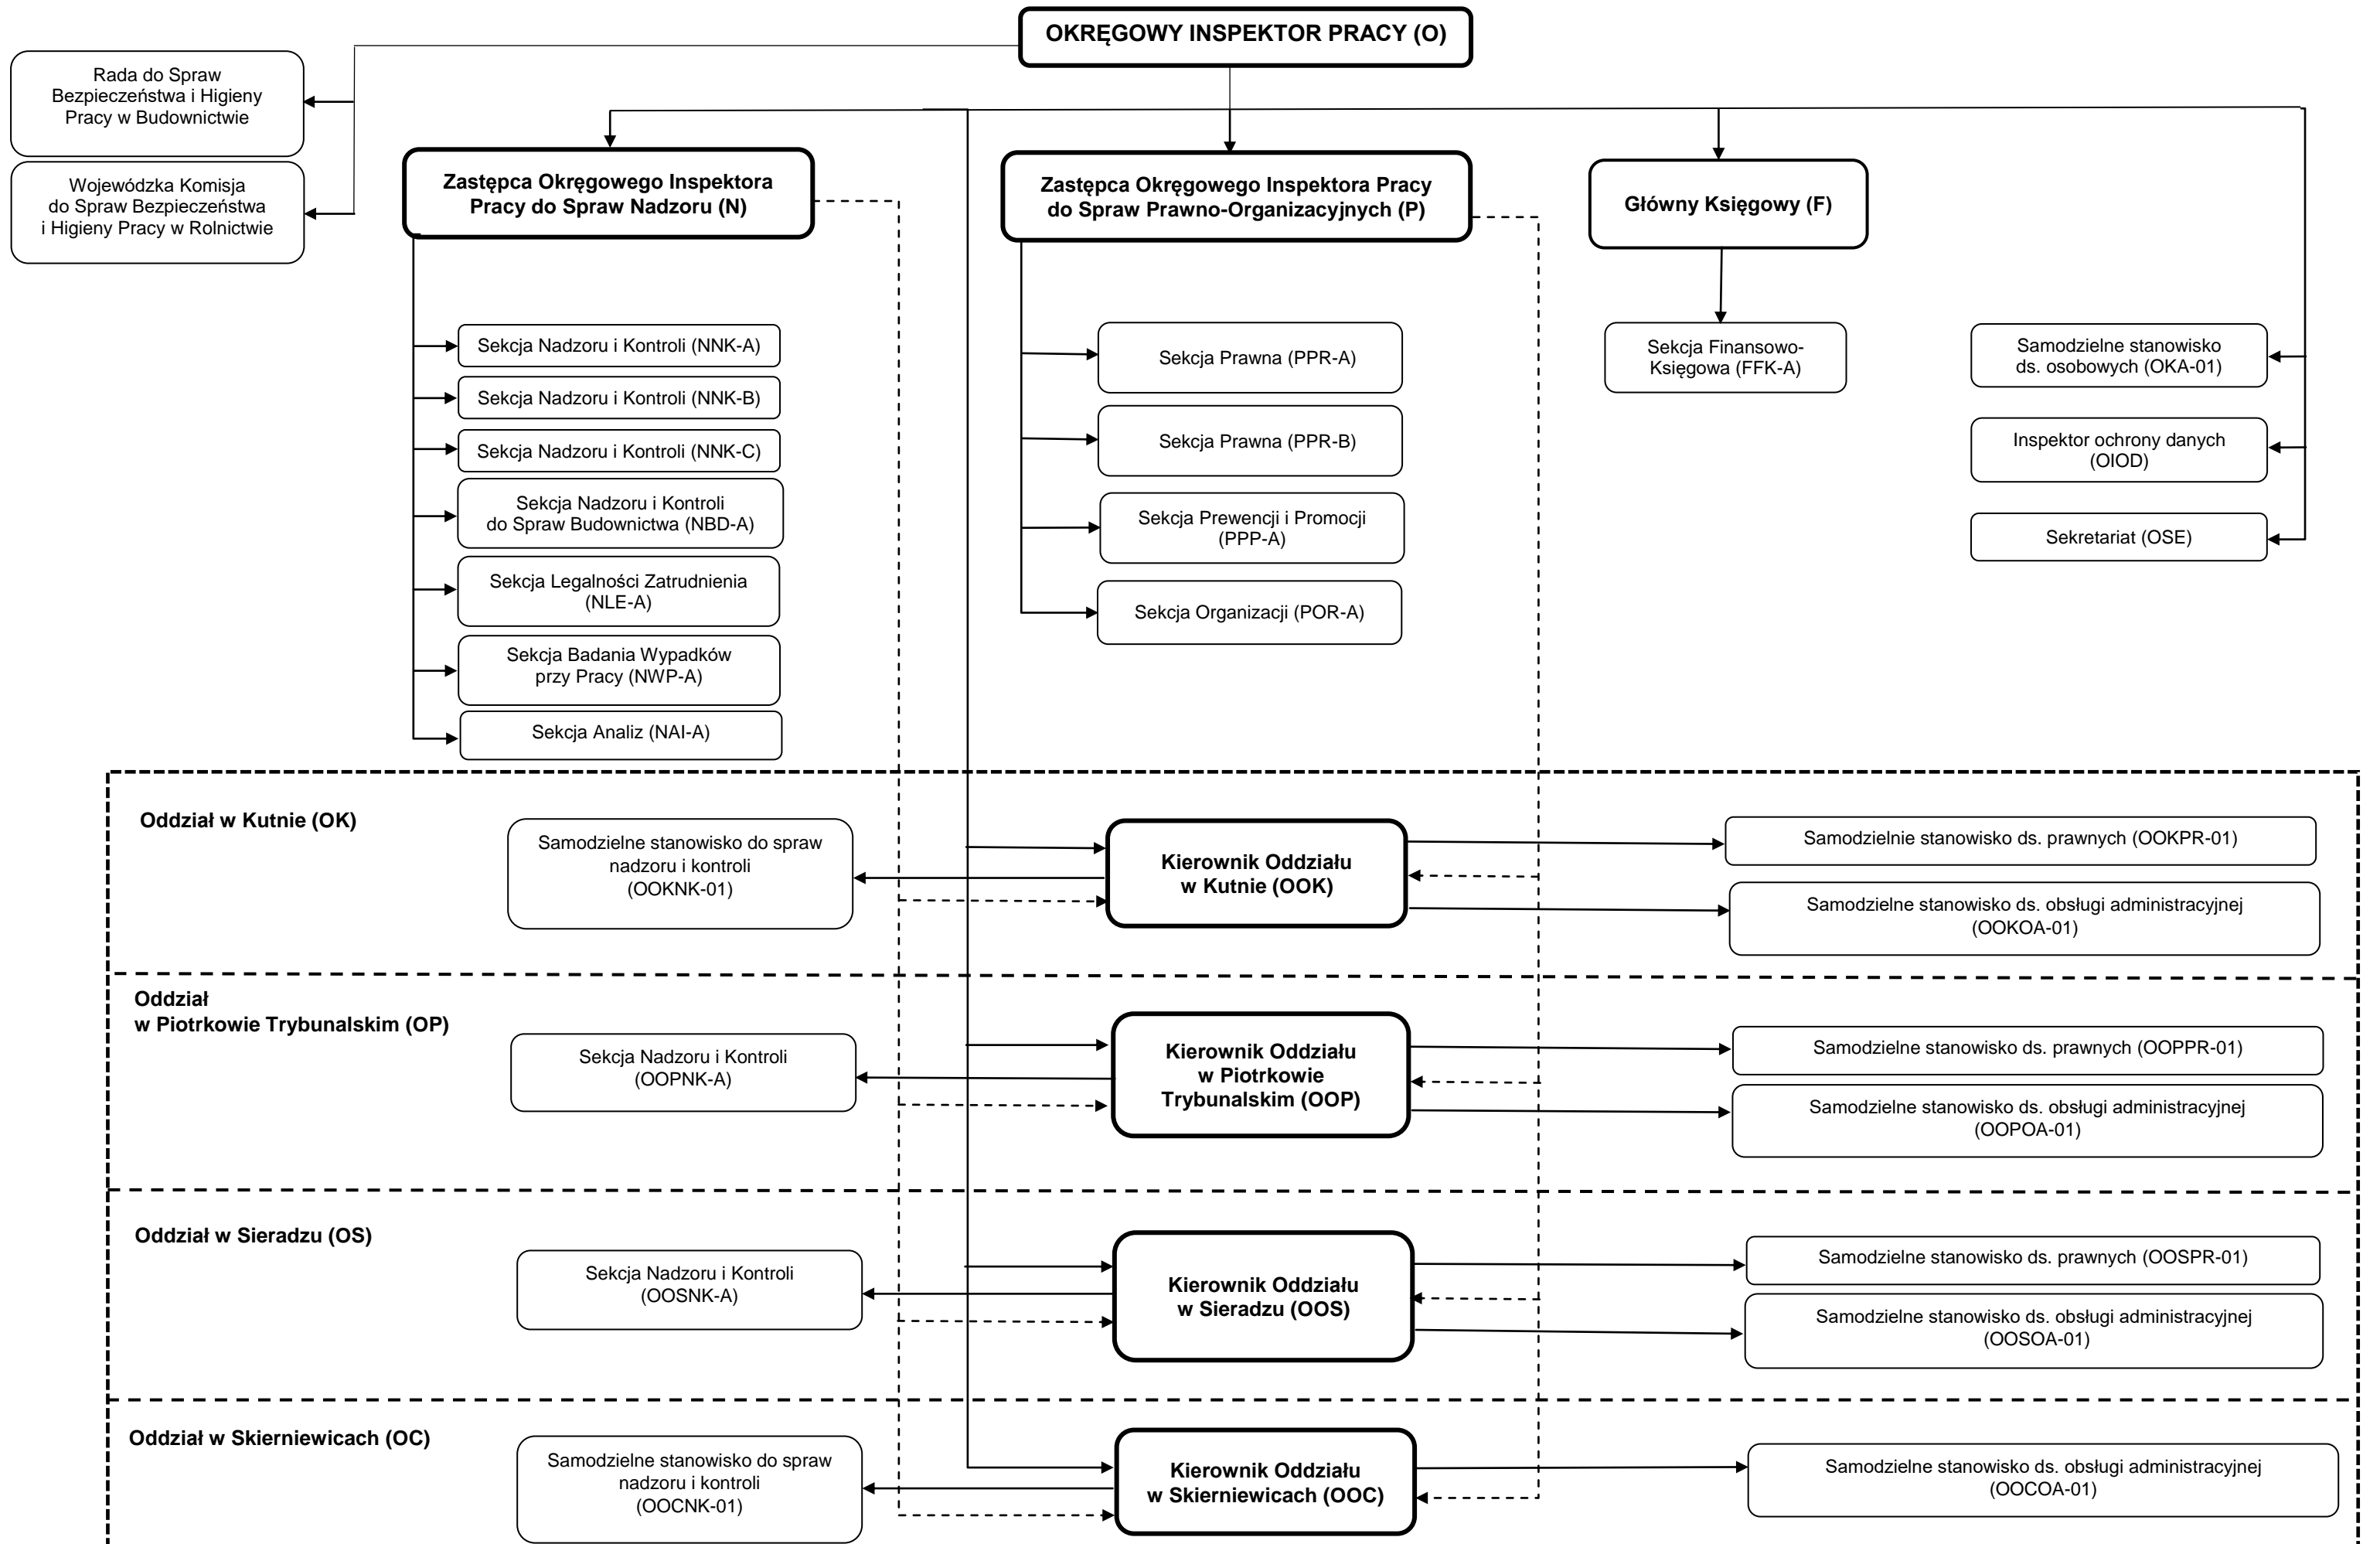 OKRĘGOWY INSPEKTOR PRACY (O)
Rada do Spraw
Bezpieczeństwa i Higieny
Pracy w Budownictwie
Wojewódzka Komisja
do Spraw Bezpieczeństwa
i Higieny Pracy w Rolnictwie
Zastępca Okręgowego Inspektora
Pracy do Spraw Nadzoru (N)
Zastępca Okręgowego Inspektora Pracy
do Spraw Prawno-Organizacyjnych (P)
Główny Księgowy (F)
Sekcja Nadzoru i Kontroli (NNK-A)
Sekcja Nadzoru i Kontroli (NNK-B)
Sekcja Nadzoru i Kontroli (NNK-C)
Sekcja Nadzoru i Kontroli
do Spraw Budownictwa (NBD-A)
Sekcja Legalności Zatrudnienia
(NLE-A)
Sekcja Badania Wypadków
przy Pracy (NWP-A)
Sekcja Analiz (NAI-A)
Sekcja Prawna (PPR-A)
Sekcja Prawna (PPR-B)
Sekcja Prewencji i Promocji
(PPP-A)
Sekcja Organizacji (POR-A)
Sekcja Finansowo-
Księgowa (FFK-A)
Samodzielne stanowisko
ds. osobowych (OKA-01)
Inspektor ochrony danych
(OIOD)
Sekretariat (OSE)
Oddział w Kutnie (OK)
Samodzielne stanowisko do spraw
nadzoru i kontroli
(OOKNK-01)
Kierownik Oddziału
w Kutnie (OOK)
Samodzielnie stanowisko ds. prawnych (OOKPR-01)
Samodzielne stanowisko ds. obsługi administracyjnej
(OOKOA-01)
Oddział
w Piotrkowie Trybunalskim (OP)
Sekcja Nadzoru i Kontroli
(OOPNK-A)
Kierownik Oddziału
w Piotrkowie
Trybunalskim (OOP)
Samodzielne stanowisko ds. prawnych (OOPPR-01)
Samodzielne stanowisko ds. obsługi administracyjnej
(OOPOA-01)
Oddział w Sieradzu (OS)
Sekcja Nadzoru i Kontroli
(OOSNK-A)
Kierownik Oddziału
w Sieradzu (OOS)
Samodzielne stanowisko ds. prawnych (OOSPR-01)
Samodzielne stanowisko ds. obsługi administracyjnej
(OOSOA-01)
Oddział w Skierniewicach (OC)
Samodzielne stanowisko do spraw
nadzoru i kontroli
(OOCNK-01)
Kierownik Oddziału
w Skierniewicach (OOC)
Samodzielne stanowisko ds. obsługi administracyjnej
(OOCOA-01)